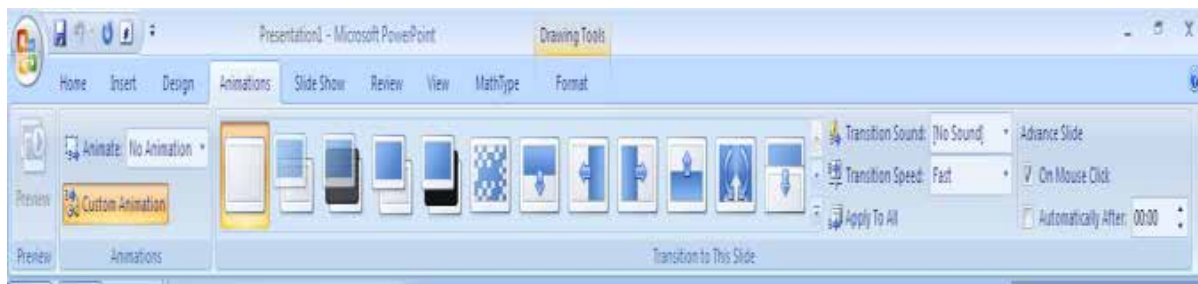 Presentation1 - Microsoft PowerPoint Drawing Tools
Home Insert Design Animations Slide Show Review View MathType Format
Preview
Animate: No Animation
Custom Animation
Transition Sound: [No Sound]
Transition Speed: Fast
Apply To All
Advance Slide
On Mouse Click
Automatically After: 00:00
Preview Animations Transition to This Slide